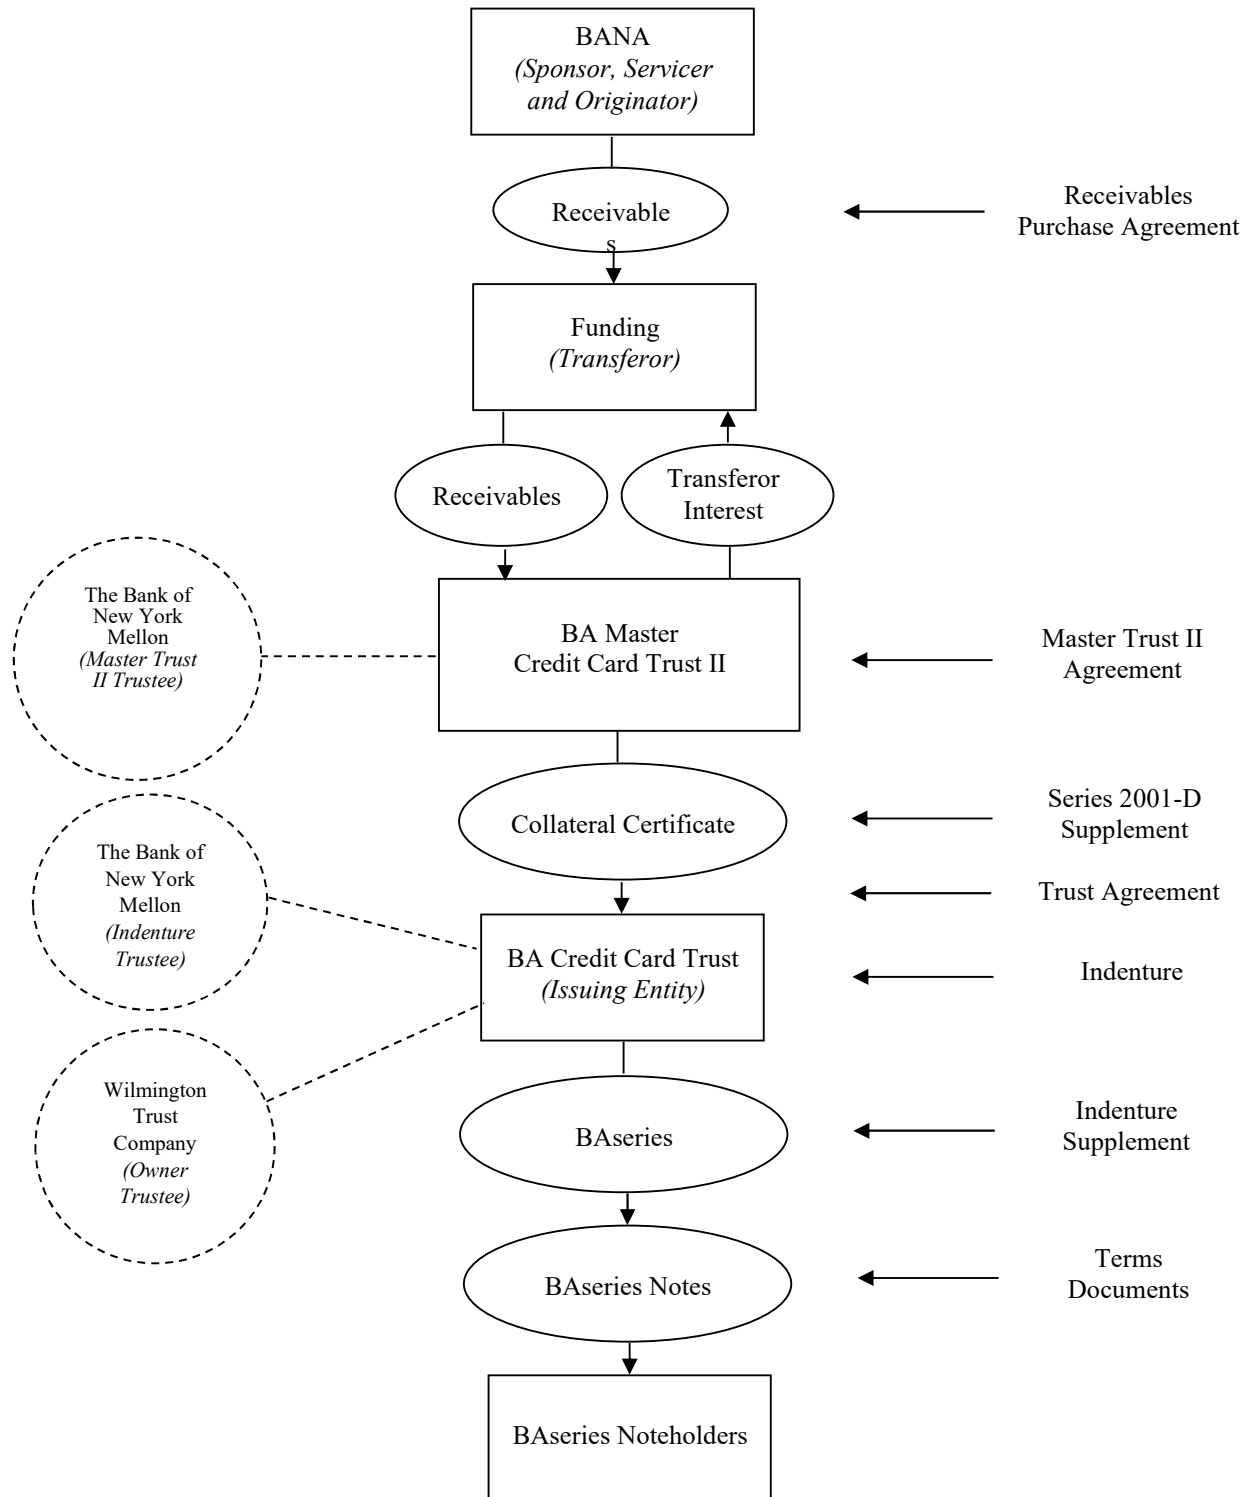 BANA
(Sponsor, Servicer
and Originator)
Receivable
s
Receivables
Purchase Agreement
Funding
(Transferor)
Receivables
Transferor
Interest
The Bank of
New York
Mellon
(Master Trust
II Trustee)
BA Master
Credit Card Trust II
Master Trust II
Agreement
Collateral Certificate
Series 2001-D
Supplement
The Bank of
New York
Mellon
(Indenture
Trustee)
Trust Agreement
BA Credit Card Trust
(Issuing Entity)
Indenture
Wilmington
Trust
Company
(Owner
Trustee)
BAseries
Indenture
Supplement
BAseries Notes
Terms
Documents
BAseries Noteholders